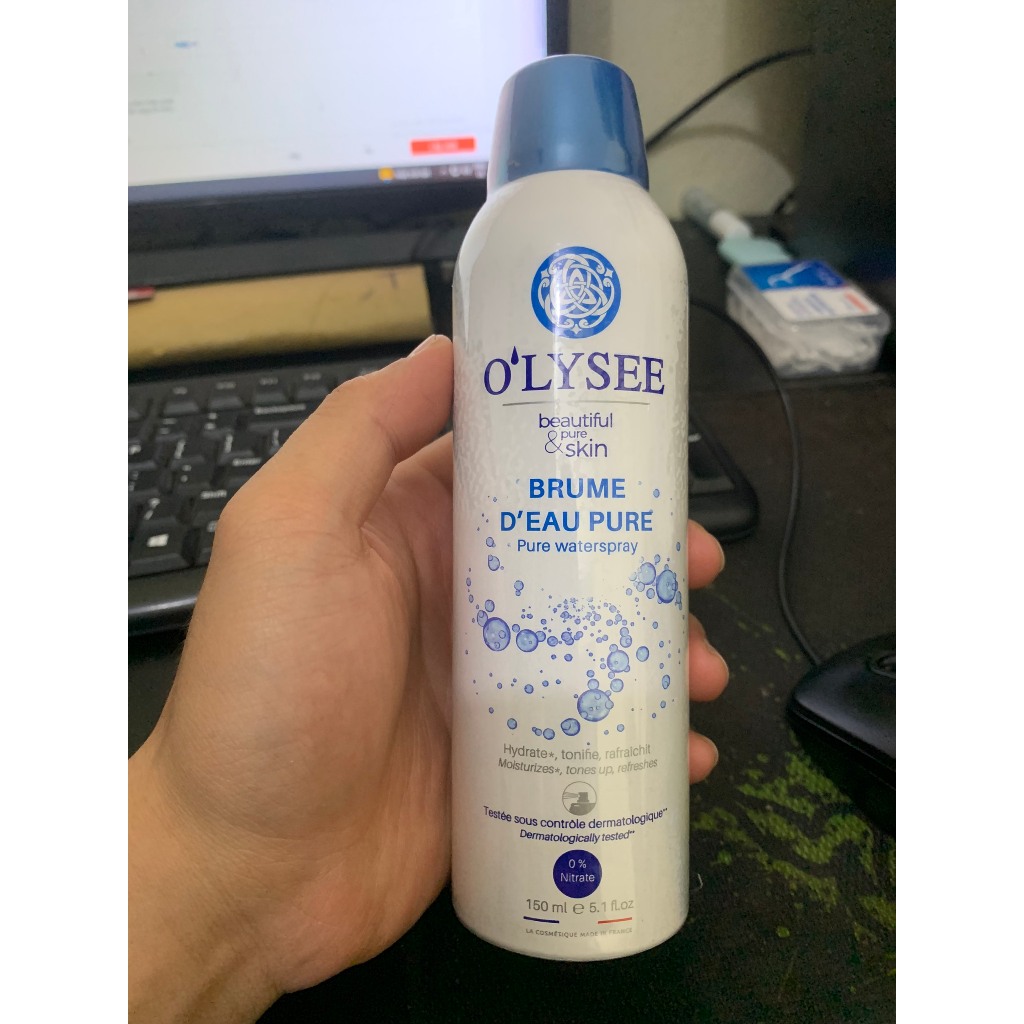 O'LYSEE
beautiful
& pure
skin
BRUME
D'EAU PURE
Pure waterspray
Hydrate*, tonifie, rafraîchit
Moisturizes*, tones up, refreshes
Testée sous contrôle dermatologique**
Dermatologically tested**
0 %
Nitrate
150 ml e 5.1 fl.oz
LA COSMÉTIQUE MADE IN FRANCE